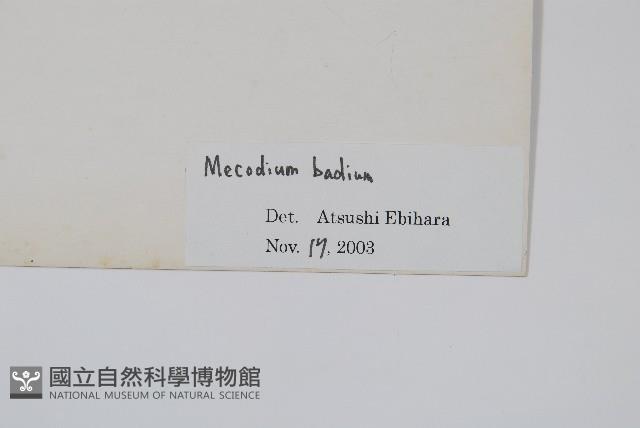 Mecodium badium
Det. Atsushi Ebihara
Nov. 17, 2003
國立自然科學博物館
NATIONAL MUSEUM OF NATURAL SCIENCE